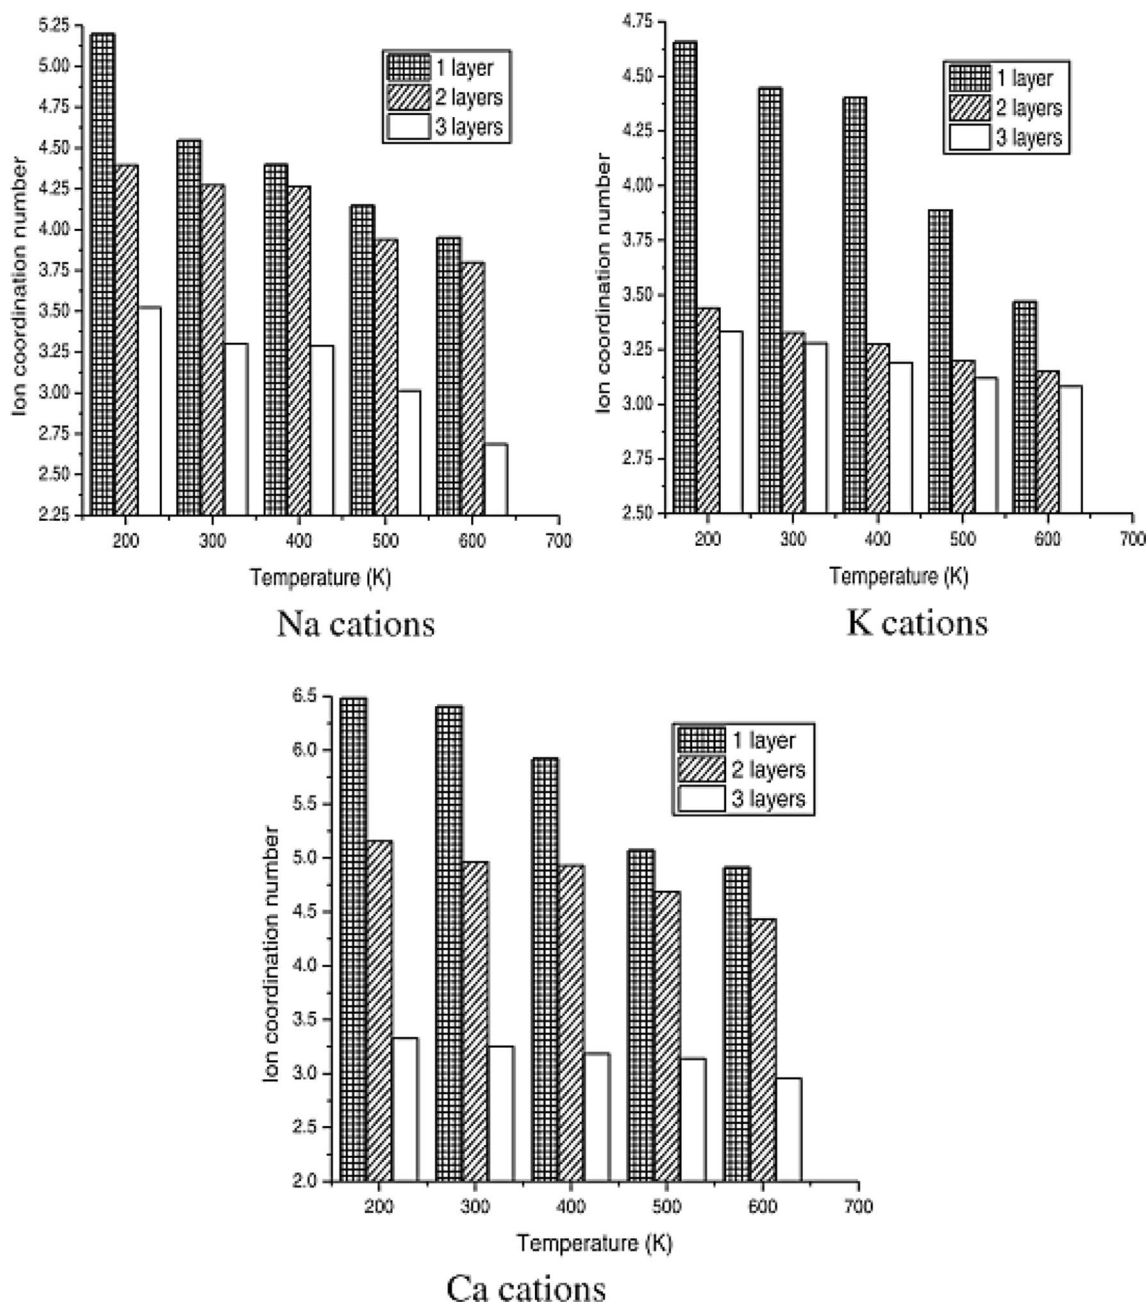 5.25
5.00
4.75
4.50
4.25
4.00
3.75
3.50
3.25
3.00
2.75
2.50
2.25
Ion coordination number
1 layer
2 layers
3 layers
200 300 400 500 600 700
Temperature (K)
Na cations
4.75
4.50
4.25
4.00
3.75
3.50
3.25
3.00
2.75
2.50
Ion coordination number
1 layer
2 layers
3 layers
200 300 400 500 600 700
Temperature (K)
K cations
6.5
6.0
5.5
5.0
4.5
4.0
3.5
3.0
2.5
2.0
Ion coordination number
1 layer
2 layers
3 layers
200 300 400 500 600 700
Temperature (K)
Ca cations